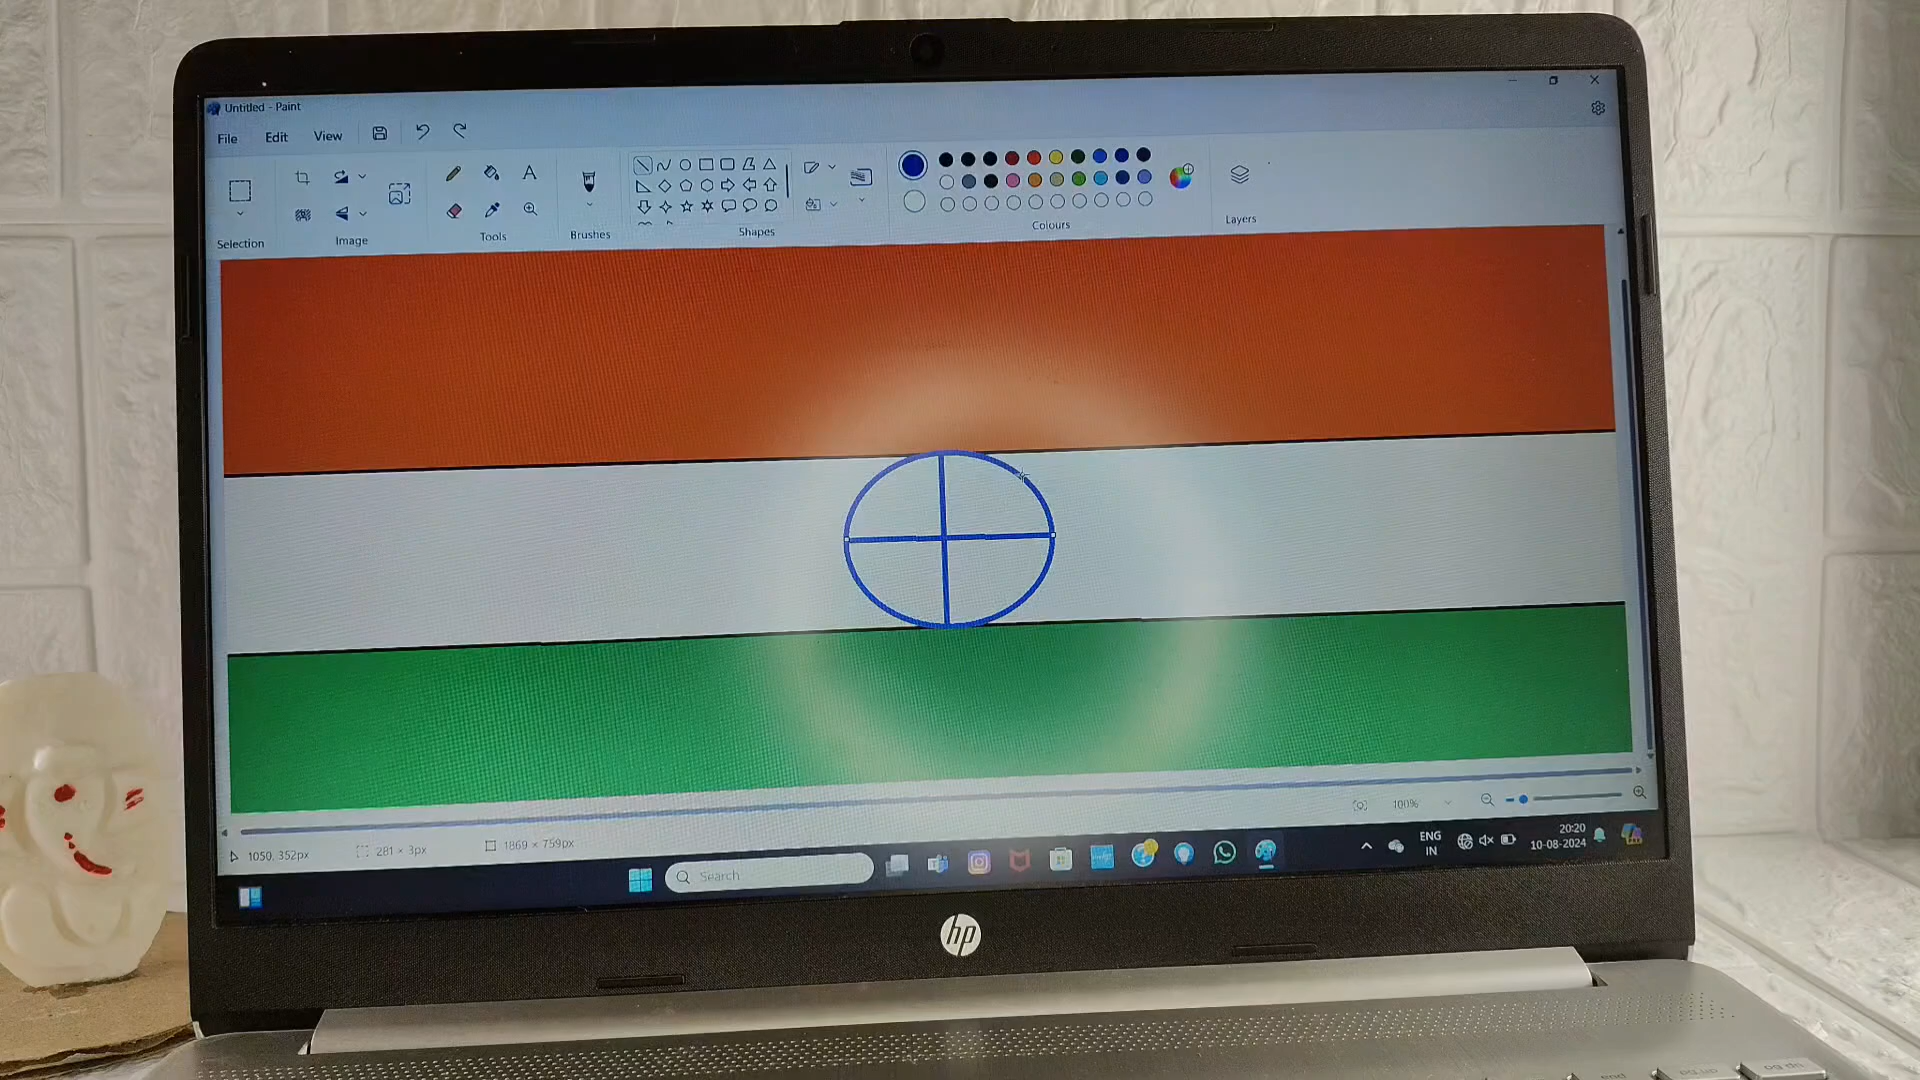 Untitled - Paint
File Edit View
Selection Image Tools Brushes Shapes Colours Layers
A
1050, 352px 281 × 3px 1869 × 759px 100%
Search
ENG
IN
20:20
10-08-2024
hp